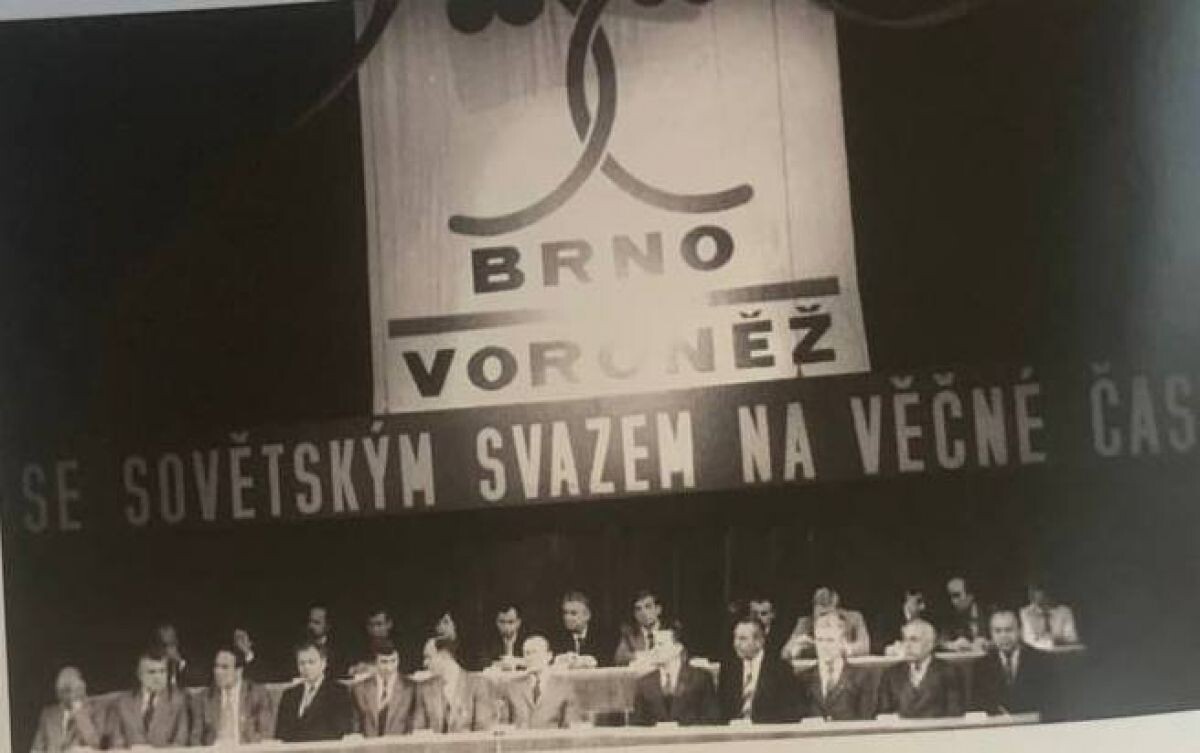 BRNO
VORONĚŽ
SE SOVĚTSKÝM SVAZEM NA VĚČNÉ ČAS